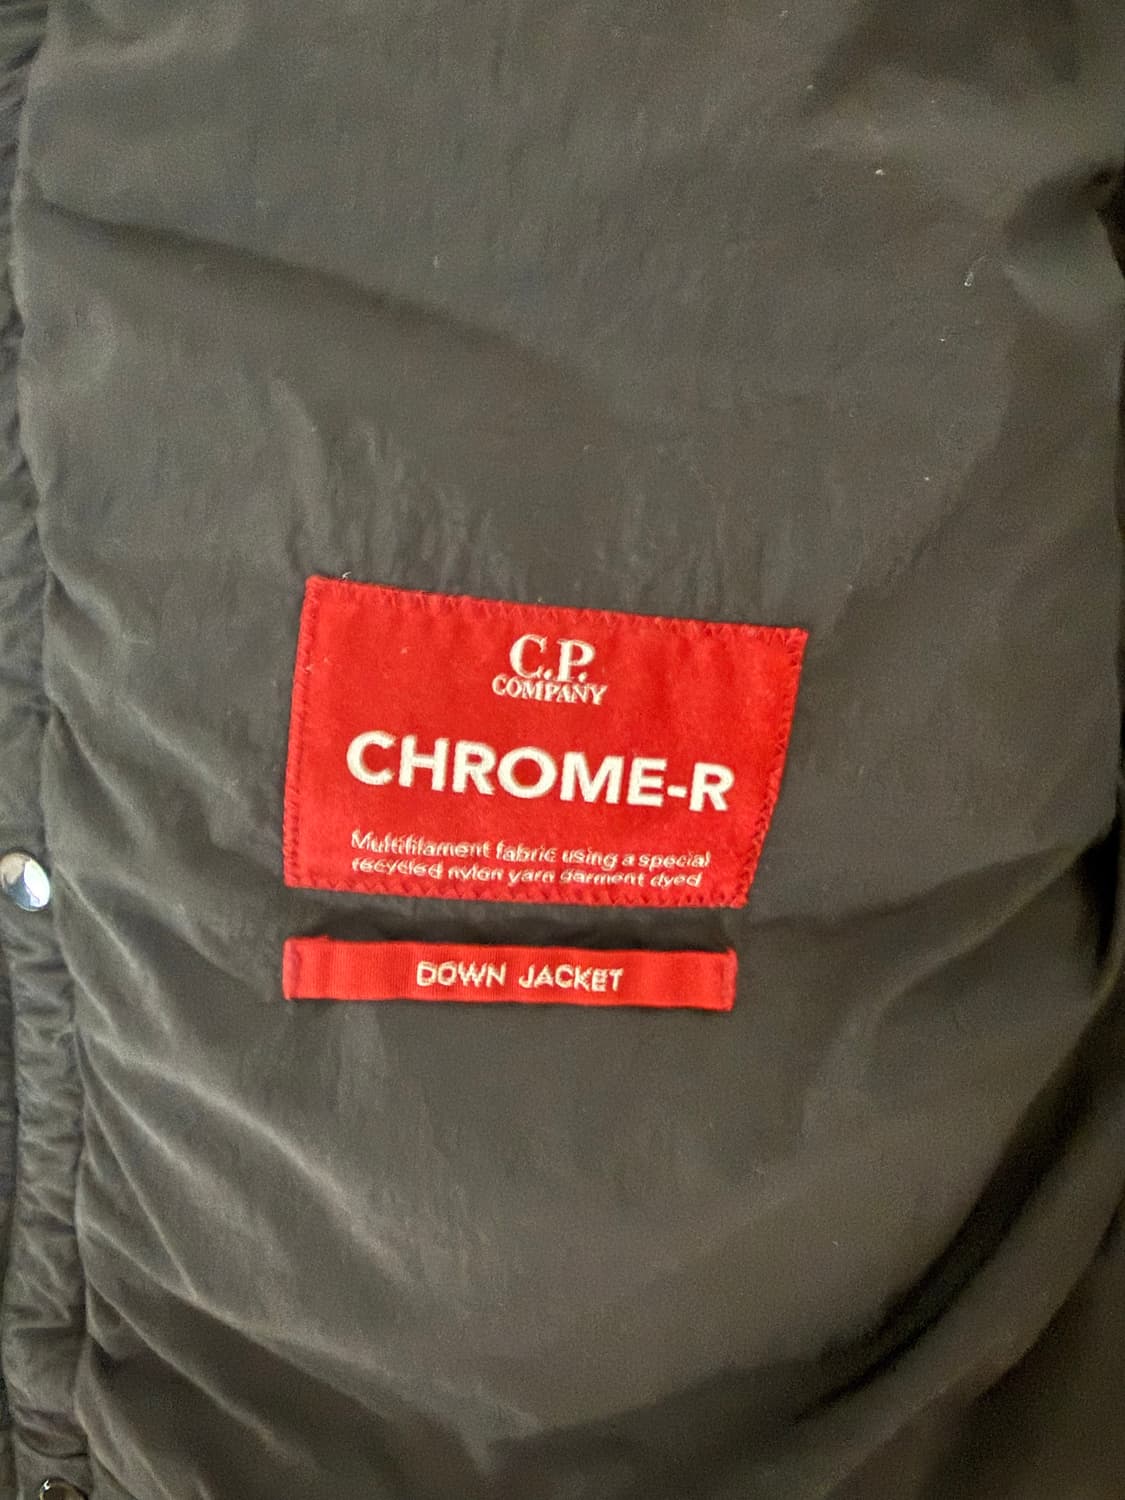 C.P.
COMPANY
CHROME-R
Multifilament fabric using a special
recycled nylon yarn garment dyed
DOWN JACKET